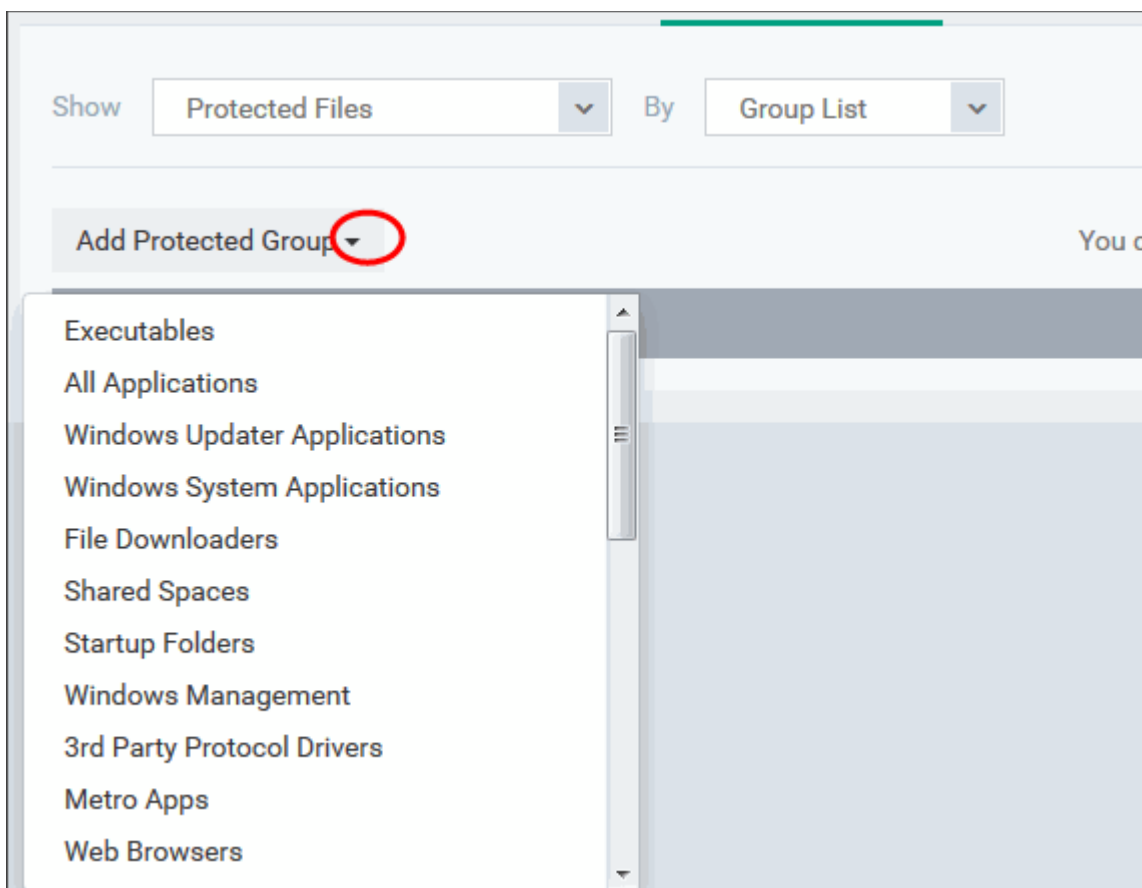 Show Protected Files By Group List
Add Protected Group You
Executables
All Applications
Windows Updater Applications
Windows System Applications
File Downloaders
Shared Spaces
Startup Folders
Windows Management
3rd Party Protocol Drivers
Metro Apps
Web Browsers